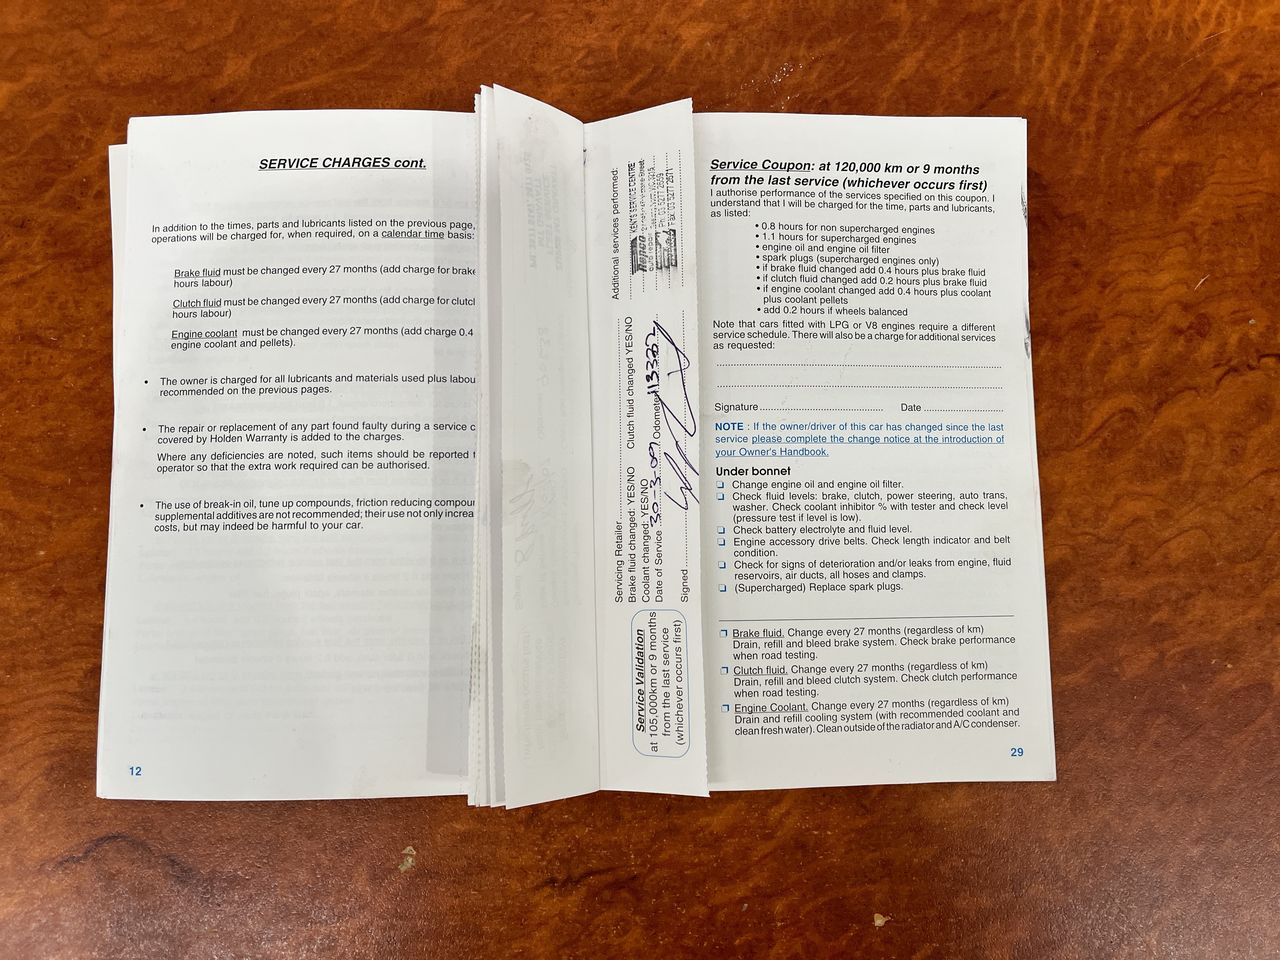 SERVICE CHARGES cont.
In addition to the times, parts and lubricants listed on the previous page,
operations will be charged for, when required, on a calendar time basis:
Brake fluid must be changed every 27 months (add charge for brake
hours labour)
Clutch fluid must be changed every 27 months (add charge for clutch
hours labour)
Engine coolant must be changed every 27 months (add charge 0.4
engine coolant and pellets).
• The owner is charged for all lubricants and materials used plus labou
recommended on the previous pages.
• The repair or replacement of any part found faulty during a service c
covered by Holden Warranty is added to the charges.
Where any deficiencies are noted, such items should be reported t
operator so that the extra work required can be authorised.
• The use of break-in oil, tune up compounds, friction reducing compour
supplemental additives are not recommended; their use not only increa
costs, but may indeed be harmful to your car.
12
Service Validation
at 105,000km or 9 months
from the last service
(whichever occurs first)
Servicing Retailer
Additional services performed:
Brake fluid changed: YES/NO Clutch fluid changed YES/NO
Coolant changed: YES/NO
Date of Service 30-3-09 Odometer 113327
Signed
SERVICE CENTRE
repco
Ph: 03 5277 2659
Fax: 03 5277 2671
Service Coupon: at 120,000 km or 9 months
from the last service (whichever occurs first)
I authorise performance of the services specified on this coupon. I
understand that I will be charged for the time, parts and lubricants,
as listed:
• 0.8 hours for non supercharged engines
• 1.1 hours for supercharged engines
• engine oil and engine oil filter
• spark plugs (supercharged engines only)
• if brake fluid changed add 0.4 hours plus brake fluid
• if clutch fluid changed add 0.2 hours plus brake fluid
• if engine coolant changed add 0.4 hours plus coolant
plus coolant pellets
• add 0.2 hours if wheels balanced
Note that cars fitted with LPG or V8 engines require a different
service schedule. There will also be a charge for additional services
as requested:
Signature Date
NOTE : If the owner/driver of this car has changed since the last
service please complete the change notice at the introduction of
your Owner's Handbook.
Under bonnet
❏ Change engine oil and engine oil filter.
❏ Check fluid levels: brake, clutch, power steering, auto trans,
washer. Check coolant inhibitor % with tester and check level
(pressure test if level is low).
❏ Check battery electrolyte and fluid level.
❏ Engine accessory drive belts. Check length indicator and belt
condition.
❏ Check for signs of deterioration and/or leaks from engine, fluid
reservoirs, air ducts, all hoses and clamps.
❏ (Supercharged) Replace spark plugs.
❐ Brake fluid. Change every 27 months (regardless of km)
Drain, refill and bleed brake system. Check brake performance
when road testing.
❐ Clutch fluid. Change every 27 months (regardless of km)
Drain, refill and bleed clutch system. Check clutch performance
when road testing.
❐ Engine Coolant. Change every 27 months (regardless of km)
Drain and refill cooling system (with recommended coolant and
clean fresh water). Clean outside of the radiator and A/C condenser.
29